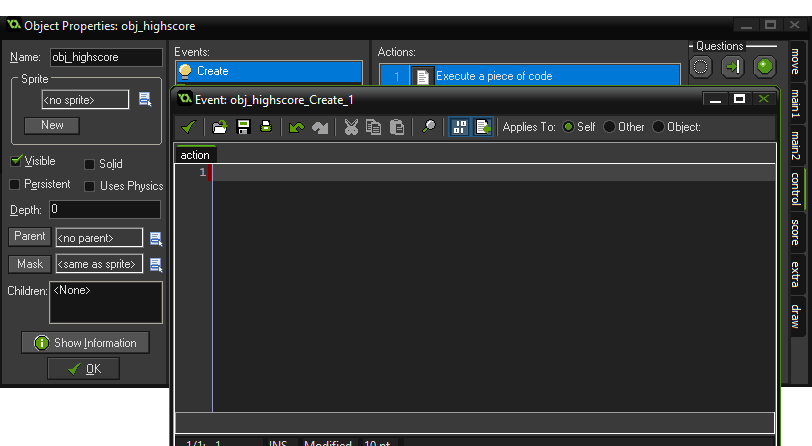 Object Properties: obj_highscore
Name: obj_highscore
Sprite
<no sprite>
New
Visible
Solid
Persistent
Uses Physics
Depth: 0
Parent <no parent>
Mask <same as sprite>
Children: <None>
Show Information
OK
Events:
Create
Actions:
1 Execute a piece of code
Questions
move
main1
main2
control
score
extra
draw
Event: obj_highscore_Create_1
Applies To: Self Other Object:
action
1
1/1: 1 INS Modified 10 pt